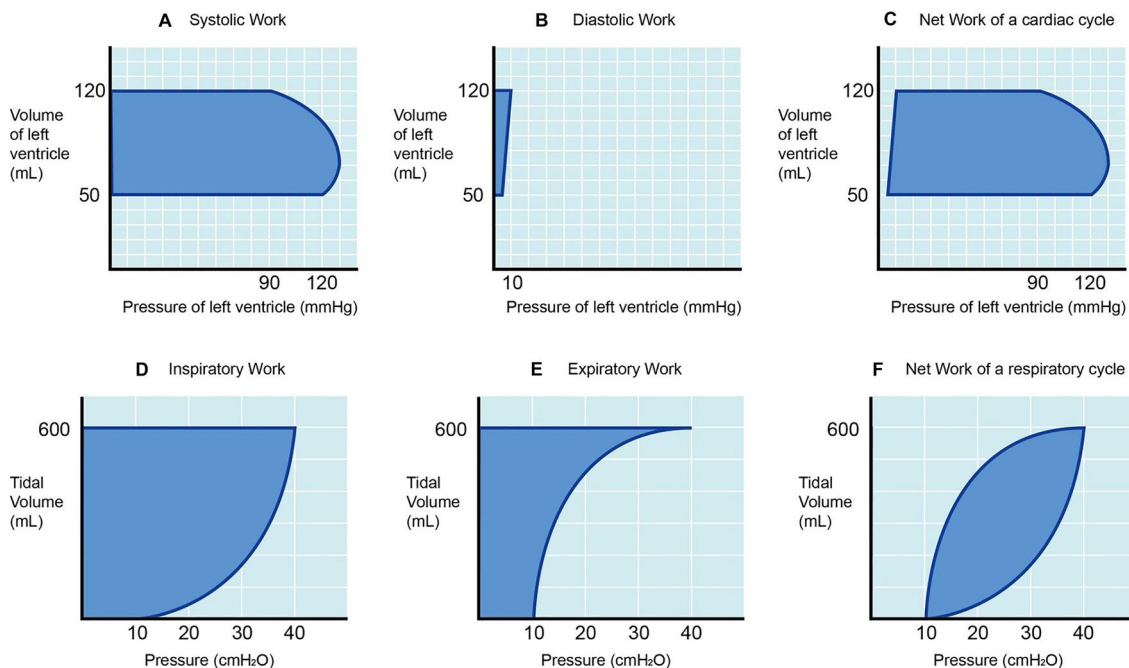 A Systolic Work
B Diastolic Work
C Net Work of a cardiac cycle
120
Volume
of left
ventricle
(mL)
50
90 120
Pressure of left ventricle (mmHg)
120
Volume
of left
ventricle
(mL)
50
10
Pressure of left ventricle (mmHg)
120
Volume
of left
ventricle
(mL)
50
90 120
Pressure of left ventricle (mmHg)
D Inspiratory Work
E Expiratory Work
F Net Work of a respiratory cycle
600
Tidal
Volume
(mL)
10 20 30 40
Pressure (cmH₂O)
600
Tidal
Volume
(mL)
10 20 30 40
Pressure (cmH₂O)
600
Tidal
Volume
(mL)
10 20 30 40
Pressure (cmH₂O)